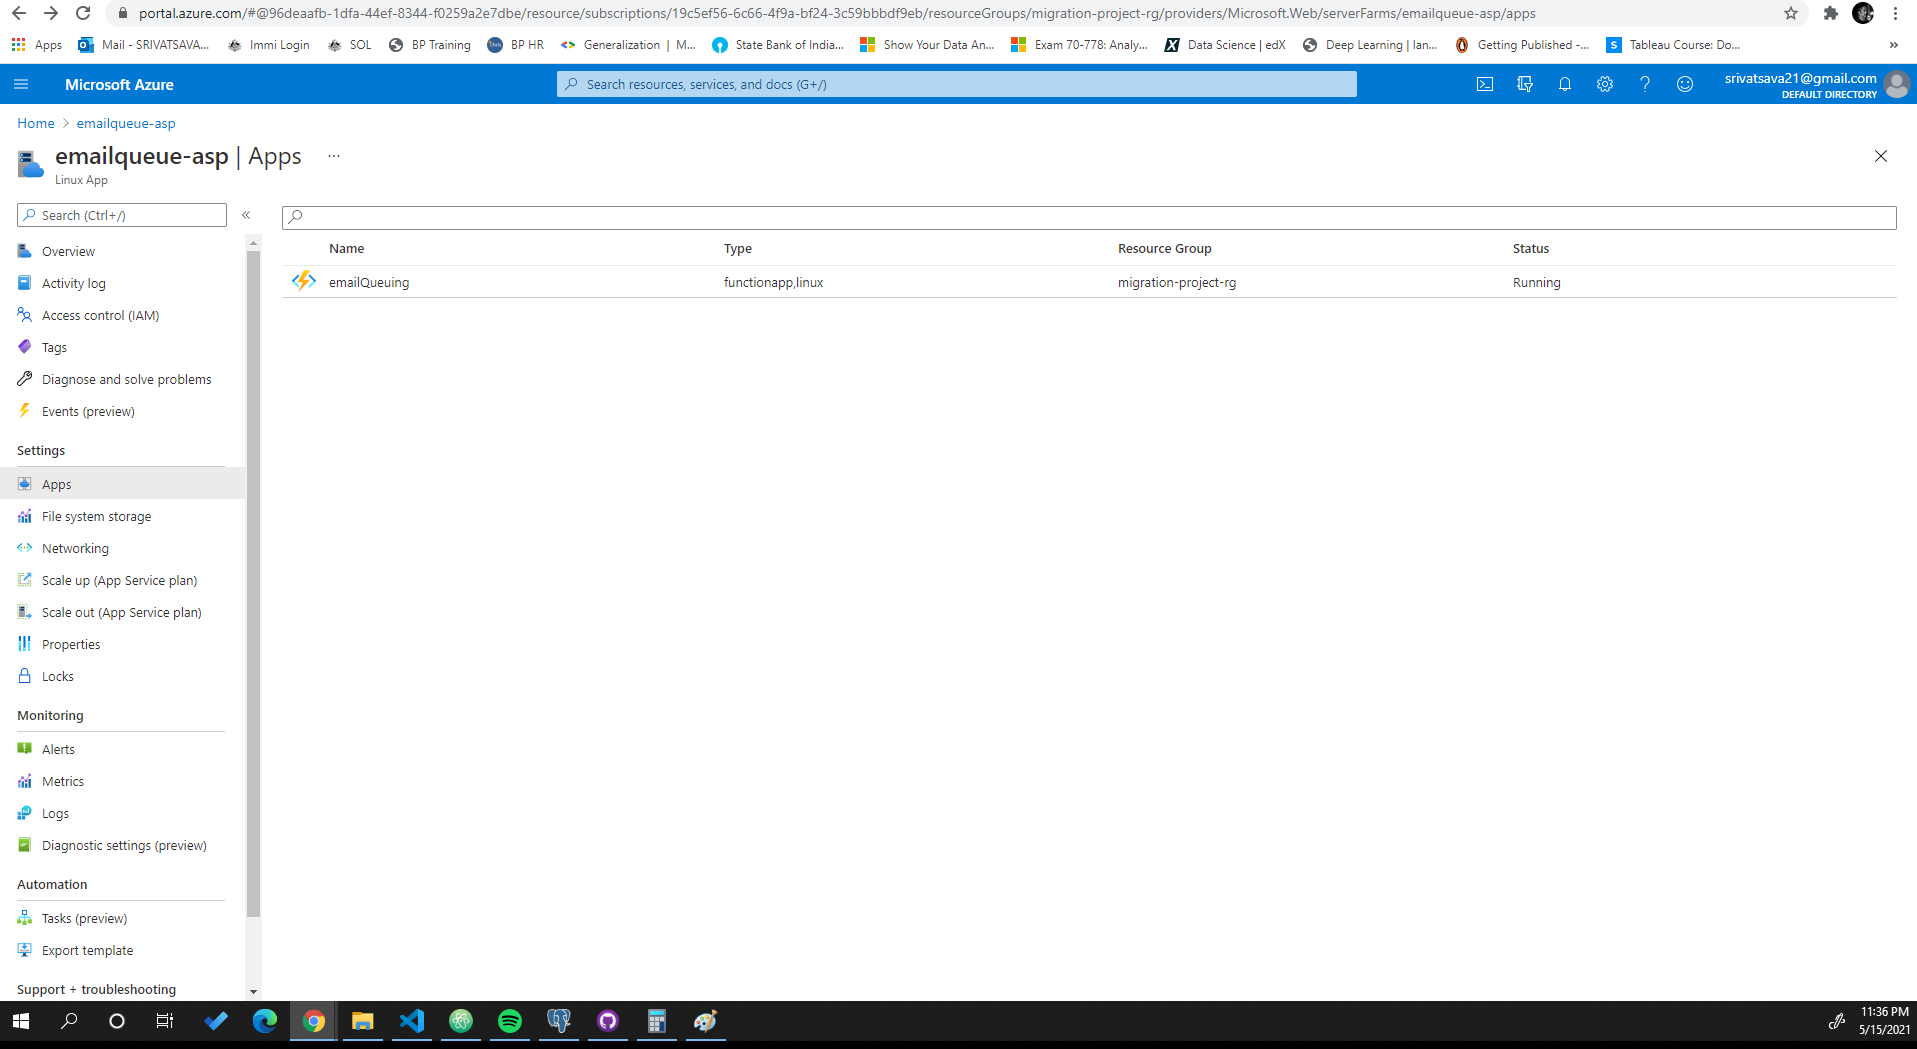 portal.azure.com/#@96deaafb-1dfa-44ef-8344-f0259a2e7dbe/resource/subscriptions/19c5ef56-6c66-4f9a-bf24-3c59bbbdf9eb/resourceGroups/migration-project-rg/providers/Microsoft.Web/serverFarms/emailqueue-asp/apps
Apps Mail - SRIVATSAVA... Immi Login SOL BP Training BP HR Generalization | M... State Bank of India... Show Your Data An... Exam 70-778: Analy... Data Science | edX Deep Learning | Ian... Getting Published -... Tableau Course: Do... »
Microsoft Azure
Search resources, services, and docs (G+/)
srivatsava21@gmail.com
DEFAULT DIRECTORY
Home > emailqueue-asp
emailqueue-asp | Apps ...
Linux App
Search (Ctrl+/) «
Overview
Activity log
Access control (IAM)
Tags
Diagnose and solve problems
Events (preview)
Settings
Apps
File system storage
Networking
Scale up (App Service plan)
Scale out (App Service plan)
Properties
Locks
Monitoring
Alerts
Metrics
Logs
Diagnostic settings (preview)
Automation
Tasks (preview)
Export template
Support + troubleshooting
Name Type Resource Group Status
emailQueuing functionapp,linux migration-project-rg Running
11:36 PM
5/15/2021